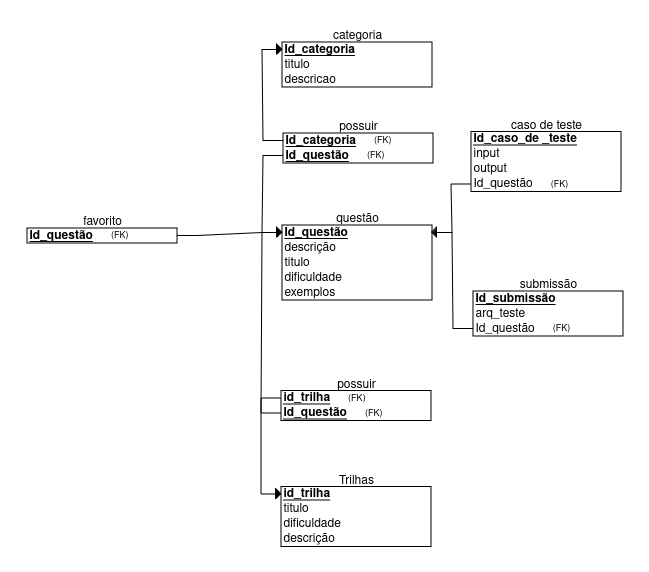 categoria
Id_categoria
titulo
descricao
possuir
Id_categoria (FK)
Id_questão (FK)
caso de teste
Id_caso_de _teste
input
output
Id_questão (FK)
favorito
Id_questão (FK)
questão
Id_questão
descrição
titulo
dificuldade
exemplos
submissão
Id_submissão
arq_teste
Id_questão (FK)
possuir
id_trilha (FK)
Id_questão (FK)
Trilhas
id_trilha
titulo
dificuldade
descrição